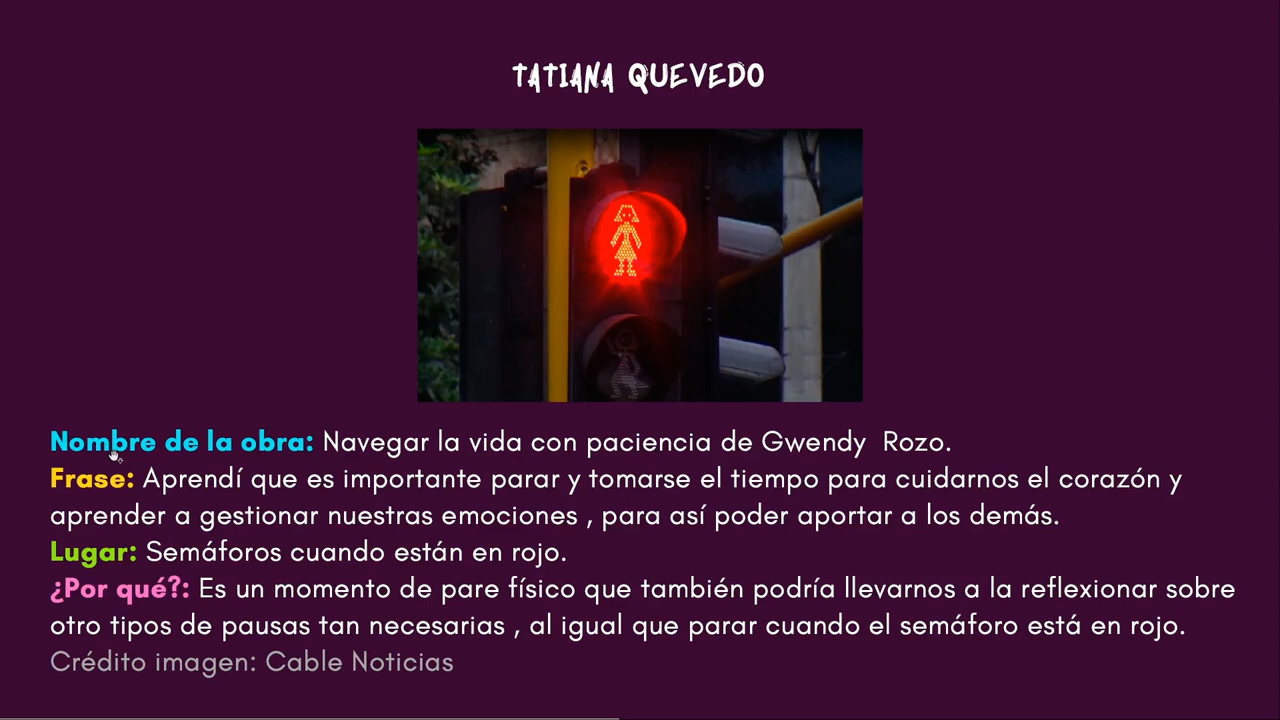 TATIANA QUEVEDO
Nombre de la obra: Navegar la vida con paciencia de Gwendy  Rozo.
Frase: Aprendí que es importante parar y tomarse el tiempo para cuidarnos el corazón y
aprender a gestionar nuestras emociones , para así poder aportar a los demás.
Lugar: Semáforos cuando están en rojo.
¿Por qué?: Es un momento de pare físico que también podría llevarnos a la reflexionar sobre
otro tipos de pausas tan necesarias , al igual que parar cuando el semáforo está en rojo.
Crédito imagen: Cable Noticias